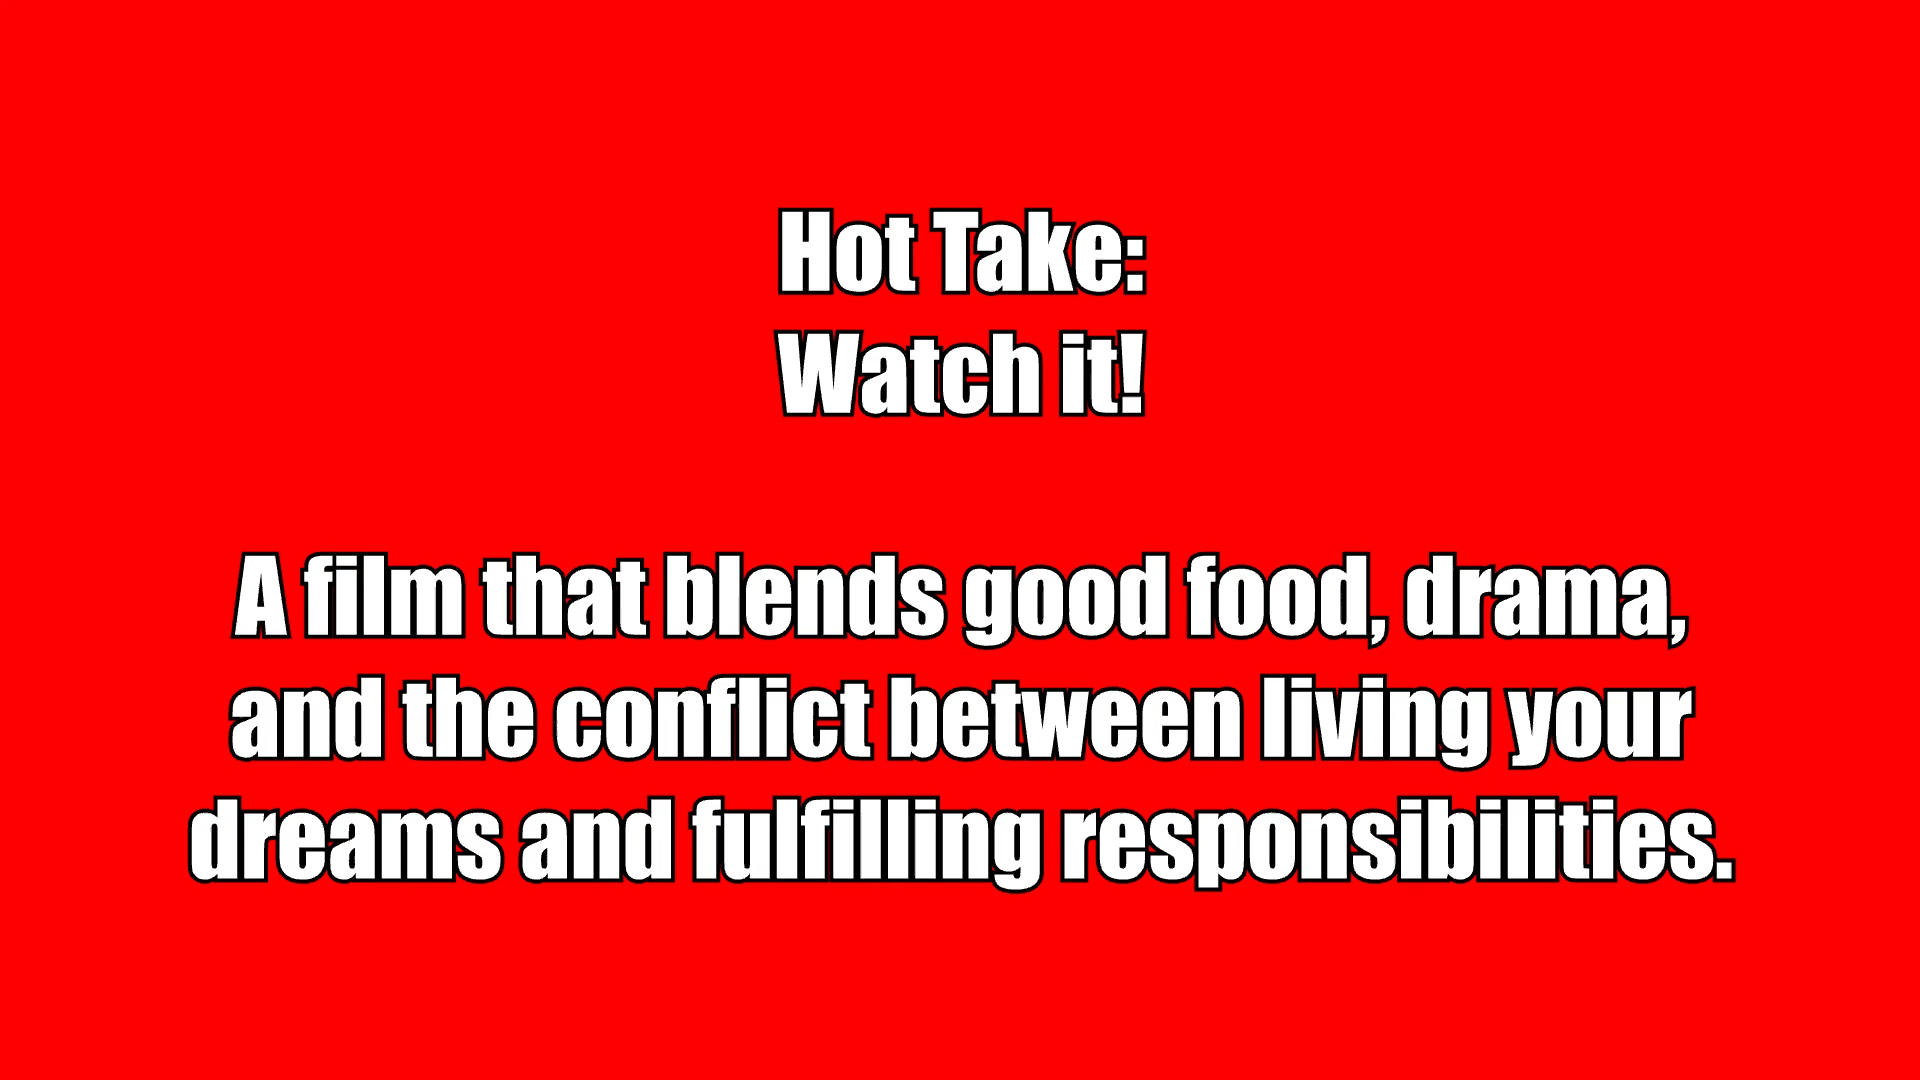 Hot Take:
Watch it!
A film that blends good food, drama,
and the conflict between living your
dreams and fulfilling responsibilities.